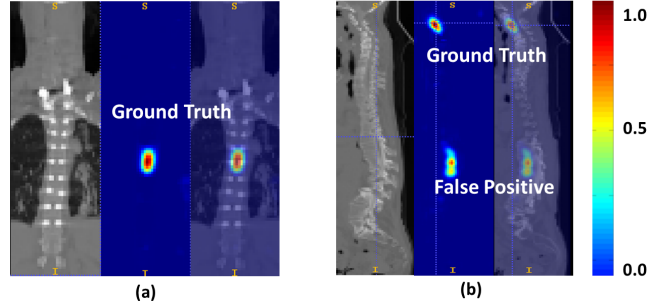 S
S
1.0
Ground Truth
Ground Truth
0.5
False Positive
0.0
I
I
I
I
(a)
(b)